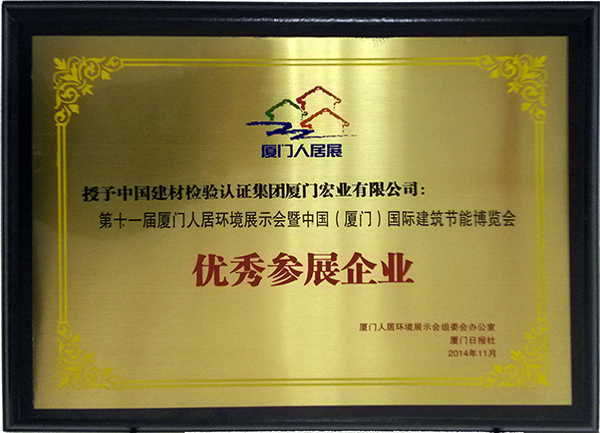 厦门人居展
授予中国建材检验认证集团厦门宏业有限公司：
第十一届厦门人居环境展示会暨中国（厦门）国际建筑节能博览会
优秀参展企业
厦门人居环境展示会组委会办公室
厦门日报社
2014年11月